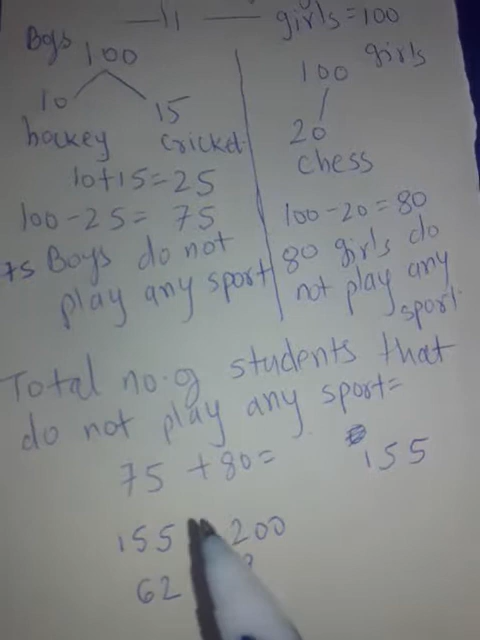 —11— girls=100
Boys 100
10 15
hockey cricket
10+15=25
100-25= 75
75 Boys do not
play any sport
100 girls
20
chess
100-20=80
80 girls do
not play any
sport.
Total no.of students that
do not play any sport=
75 +80= 155
155 200
62